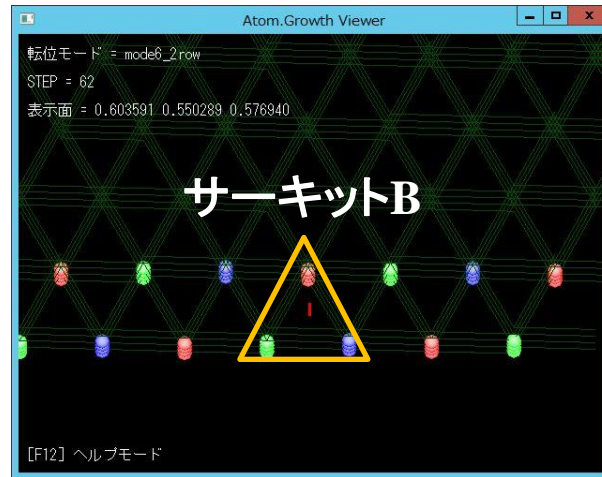 Atom.Growth Viewer
転位モード = mode6_2row
STEP = 62
表示面 = 0.603591 0.550289 0.576940
サーキットB
[F12] ヘルプモード